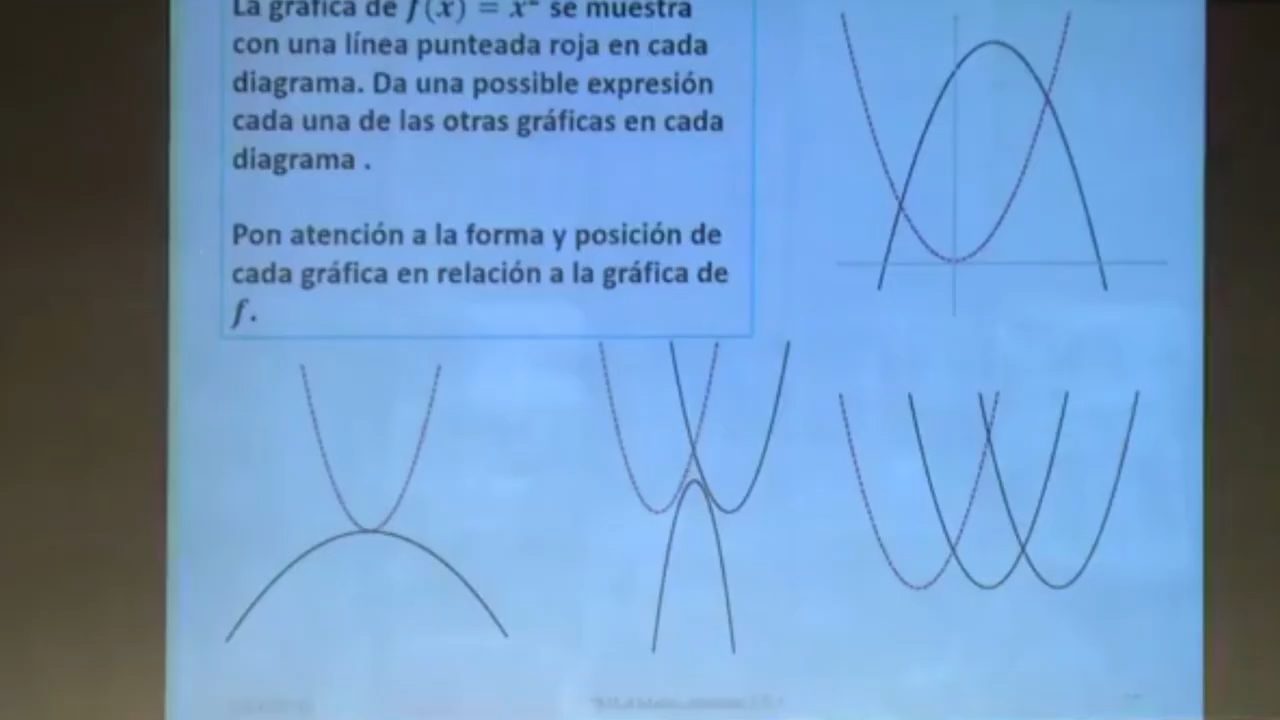 La gráfica de f(x) = x² se muestra
con una línea punteada roja en cada
diagrama. Da una possible expresión
cada una de las otras gráficas en cada
diagrama .
Pon atención a la forma y posición de
cada gráfica en relación a la gráfica de
f.